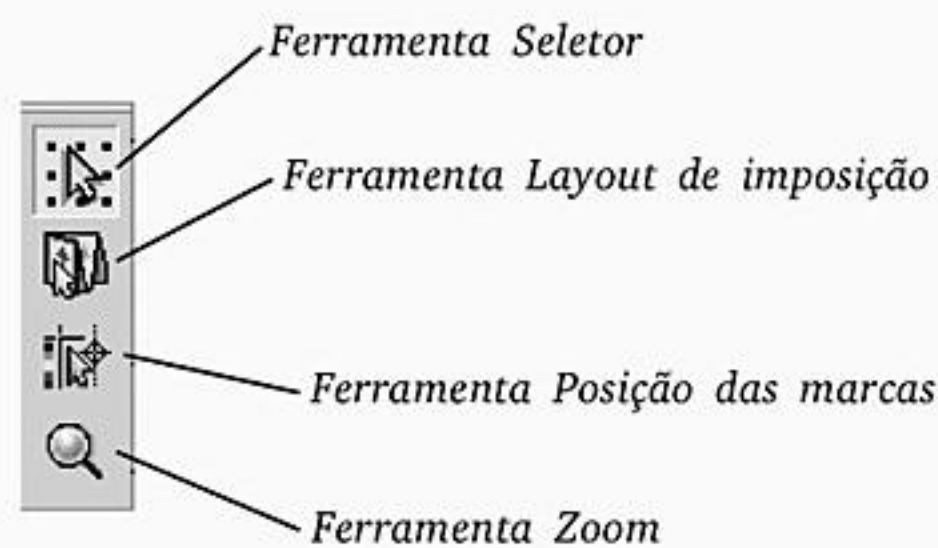 Ferramenta Seletor
Ferramenta Layout de imposição
Ferramenta Posição das marcas
Ferramenta Zoom